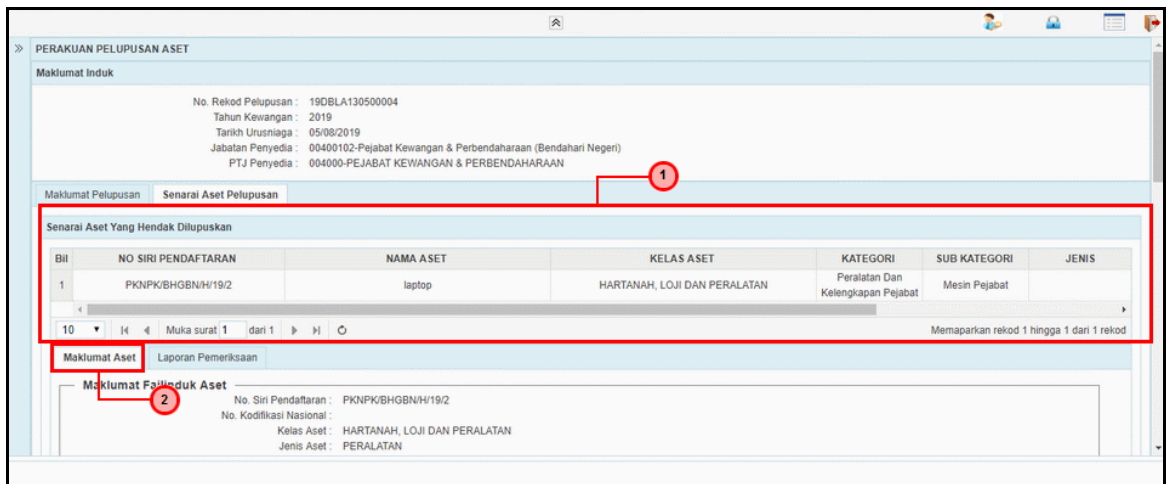 PERAKUAN PELUPUSAN ASET
Maklumat Induk
No. Rekod Pelupusan : 19DBLA130500004
Tahun Kewangan : 2019
Tarikh Urusniaga : 05/08/2019
Jabatan Penyedia : 00400102-Pejabat Kewangan & Perbendaharaan (Bendahari Negeri)
PTJ Penyedia : 004000-PEJABAT KEWANGAN & PERBENDAHARAAN
1
Maklumat Pelupusan Senarai Aset Pelupusan
Senarai Aset Yang Hendak Dilupuskan
Bil NO SIRI PENDAFTARAN NAMA ASET KELAS ASET KATEGORI SUB KATEGORI JENIS
1 PKNPK/BHGBN/H/19/2 laptop HARTANAH, LOJI DAN PERALATAN Peralatan Dan Kelengkapan Pejabat Mesin Pejabat
10 Muka surat 1 dari 1 Memaparkan rekod 1 hingga 1 dari 1 rekod
Maklumat Aset Laporan Pemeriksaan
Maklumat Failinduk Aset
2
No. Siri Pendaftaran : PKNPK/BHGBN/H/19/2
No. Kodifikasi Nasional :
Kelas Aset : HARTANAH, LOJI DAN PERALATAN
Jenis Aset : PERALATAN